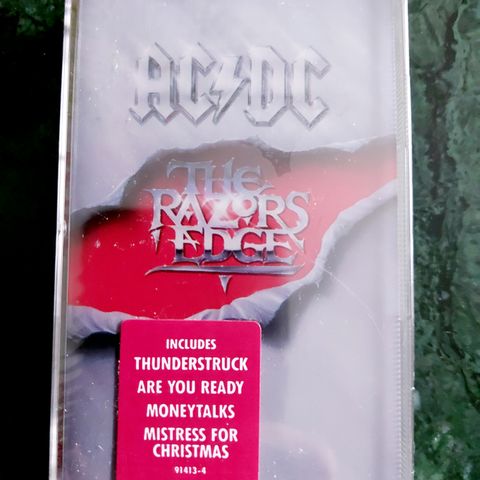 AC/DC
THE
RAZORS
EDGE
INCLUDES
THUNDERSTRUCK
ARE YOU READY
MONEYTALKS
MISTRESS FOR
CHRISTMAS
91413-4